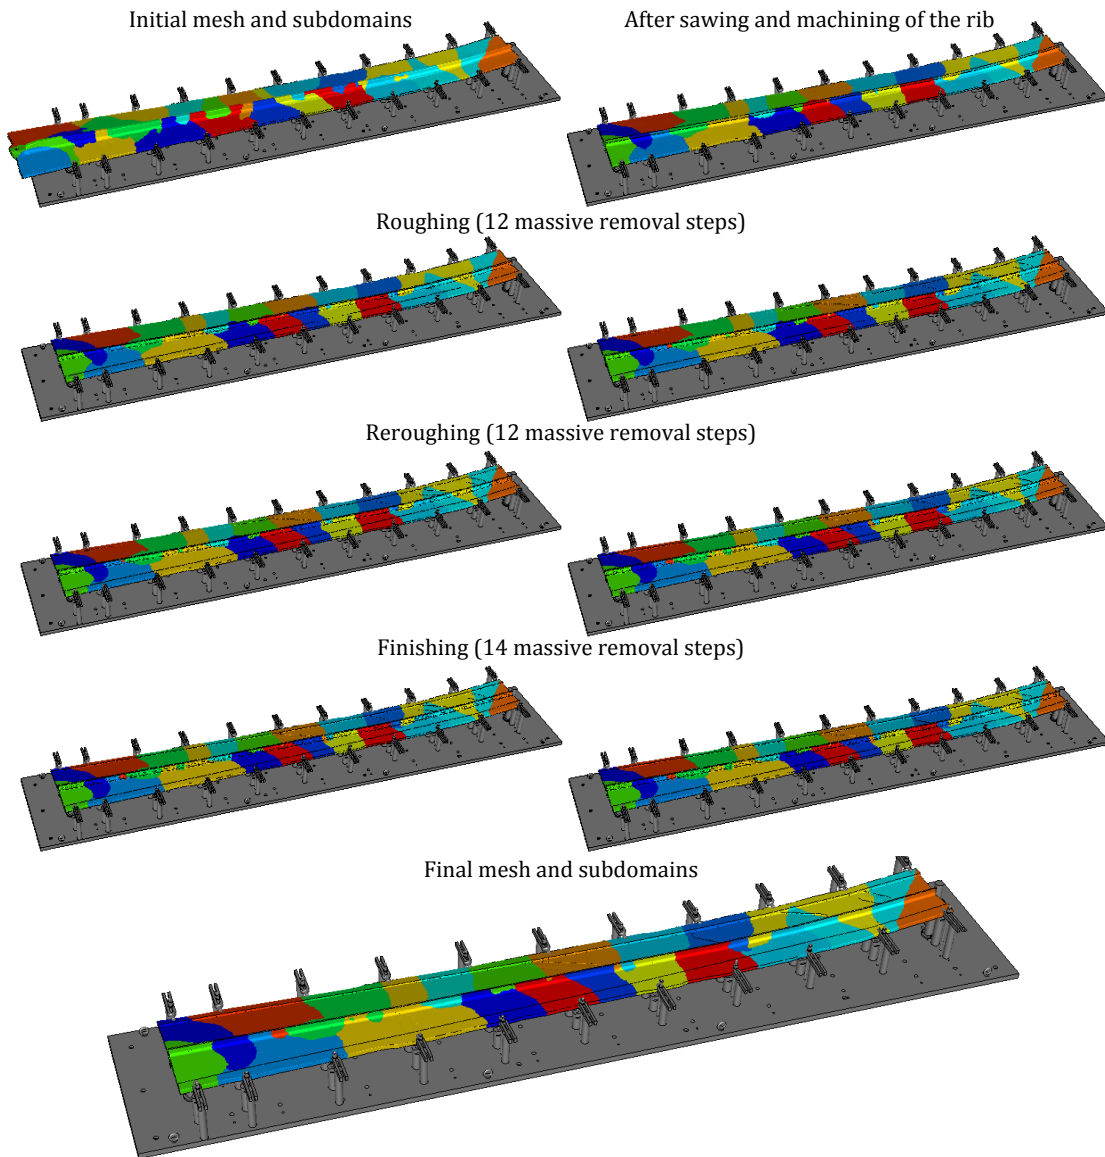 Initial mesh and subdomains
After sawing and machining of the rib
Roughing (12 massive removal steps)
Reroughing (12 massive removal steps)
Finishing (14 massive removal steps)
Final mesh and subdomains